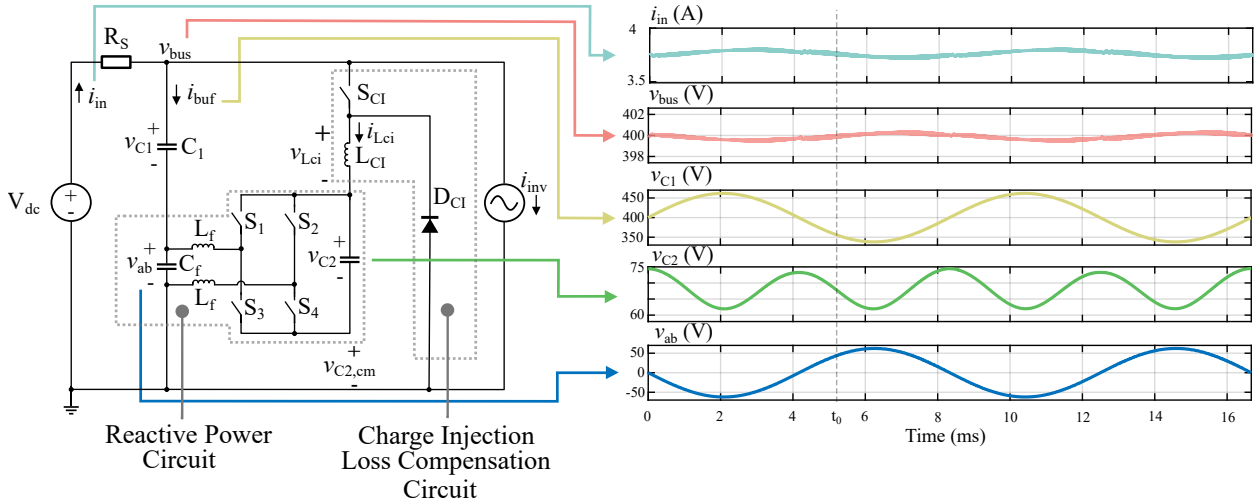 R_S
v_bus
i_in
i_buf
S_CI
+
i_Lci
v_C1
C_1
-
+
v_Lci
L_CI
-
V_dc
+
-
D_CI
i_inv
S_1
S_2
L_f
+
v_ab
C_f
-
L_f
+
v_C2
-
S_3
S_4
+
v_C2,cm
-
Reactive Power
Circuit
Charge Injection
Loss Compensation
Circuit
i_in (A)
4
3.5
v_bus (V)
402
400
398
v_C1 (V)
450
400
350
v_C2 (V)
75
60
v_ab (V)
50
0
-50
0 2 4 t_0 6 8 10 12 14 16
Time (ms)